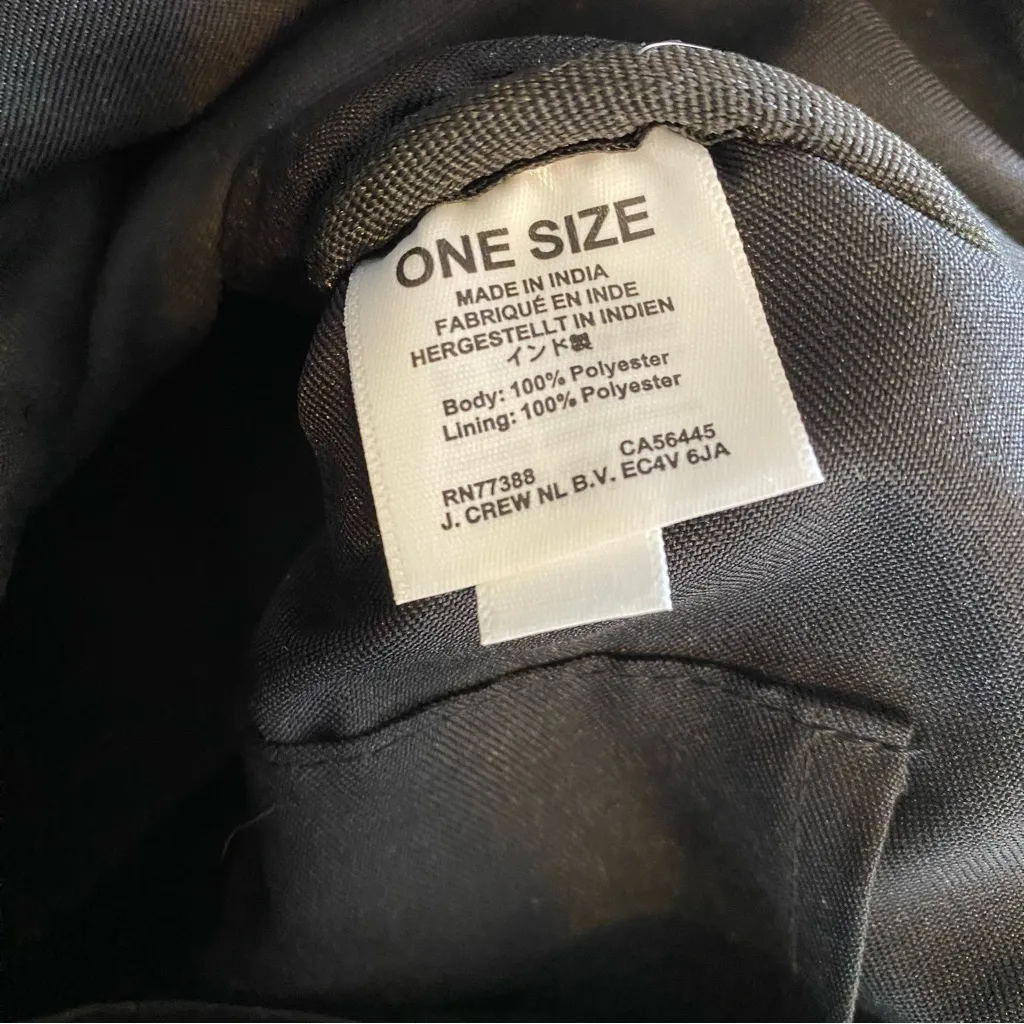 ONE SIZE
MADE IN INDIA
FABRIQUÉ EN INDE
HERGESTELLT IN INDIEN
インド製
Body: 100% Polyester
Lining: 100% Polyester
RN77388 CA56445
J. CREW NL B.V. EC4V 6JA